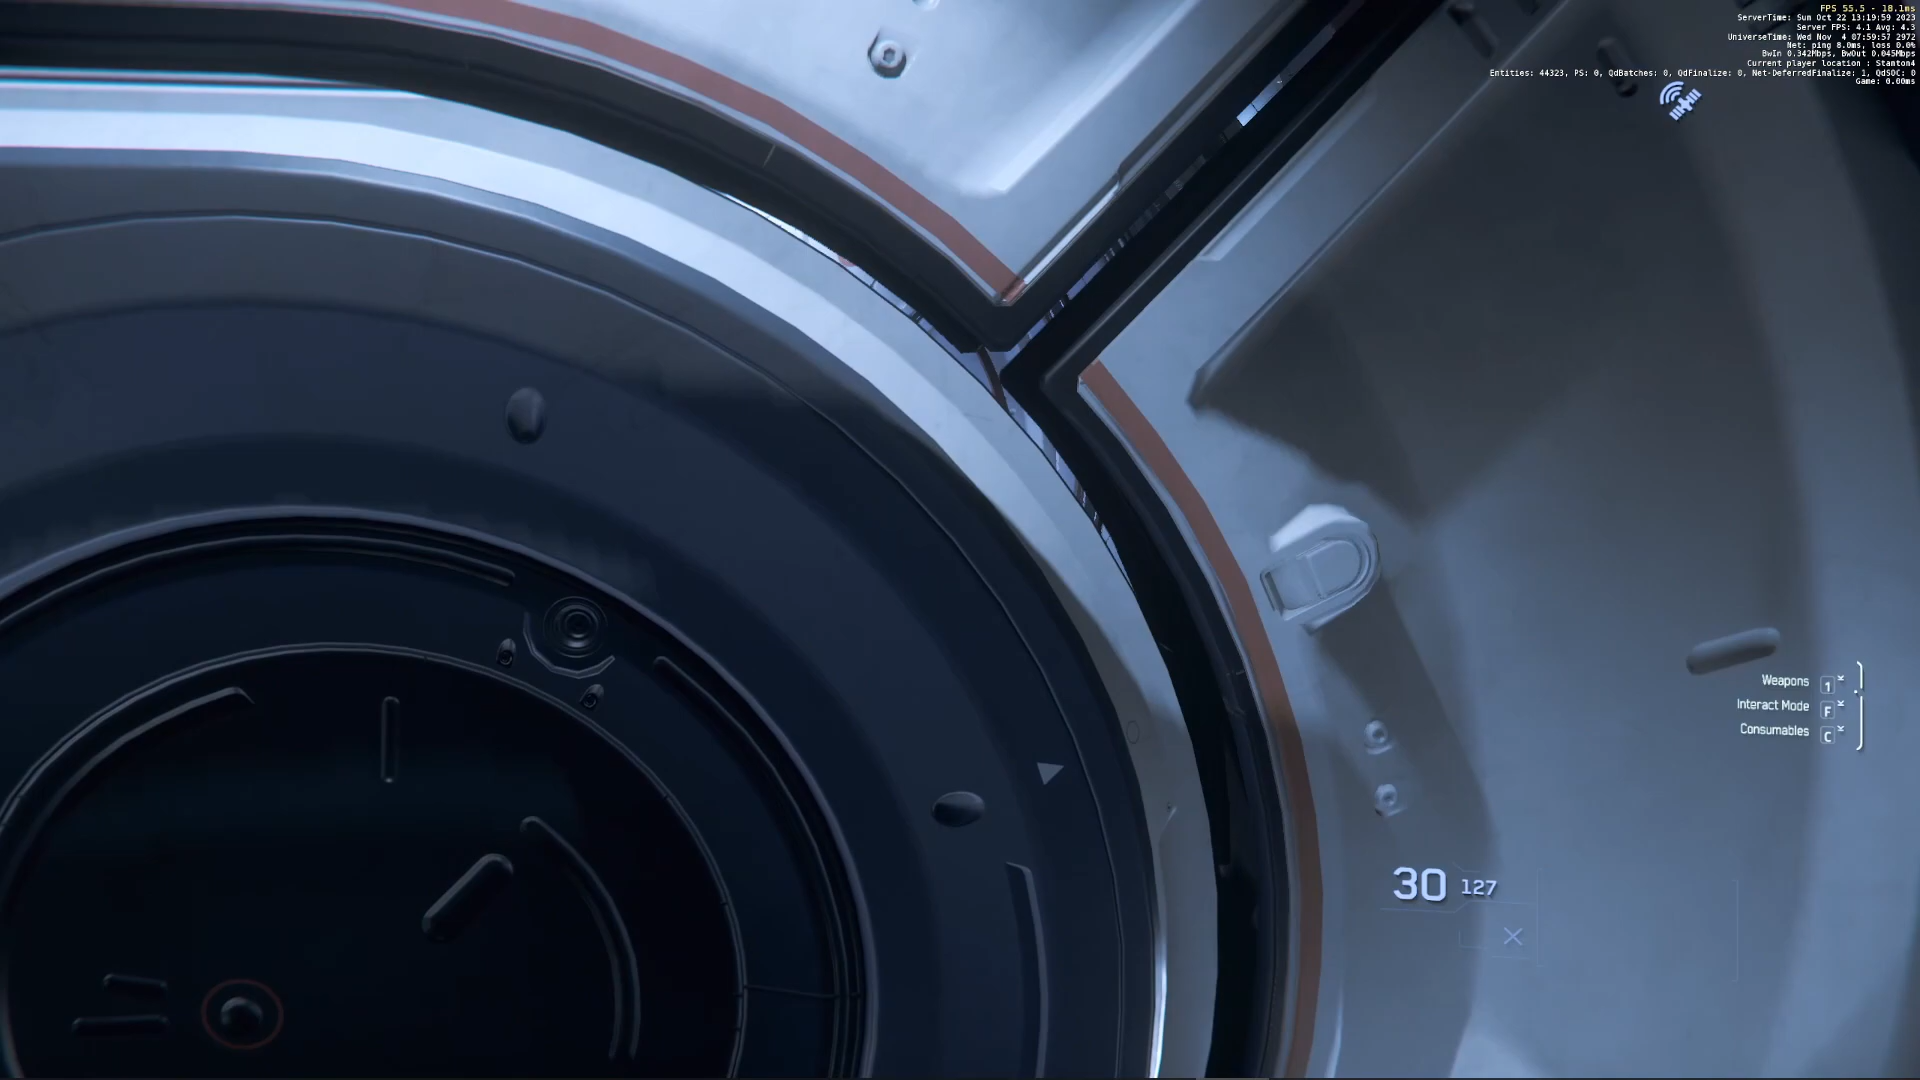 FPS 55.5 - 18.1ms
ServerTime: Sun Oct 22 13:19:59 2023
Server FPS: 4.1 Avg: 4.3
UniverseTime: Wed Nov  4 07:59:57 2972
Net: ping 8.0ms, loss 0.0%
BwIn 0.342Mbps, BwOut 0.045Mbps
Current player location : Stanton4
Entities: 44323, PS: 0, QdBatches: 0, QdFinalize: 0, Net-DeferredFinalize: 1, QdSOC: 0
Game: 0.00ms
Weapons 1
Interact Mode F
Consumables C
30 127